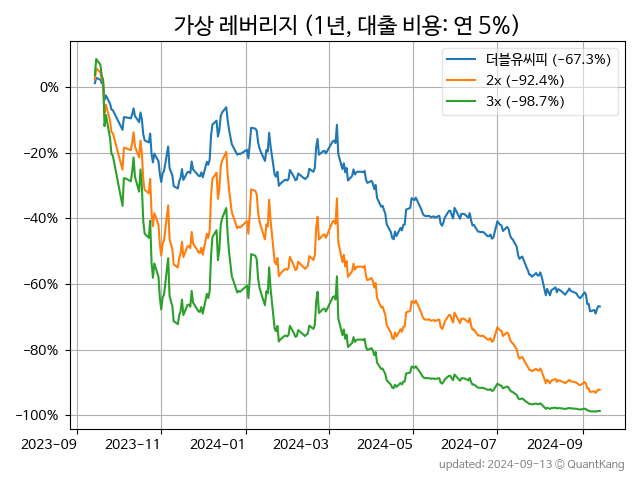 가상 레버리지 (1년, 대출 비용: 연 5%)
더블유씨피 (−67.3%)
2x (−92.4%)
3x (−98.7%)
0%
−20%
−40%
−60%
−80%
−100%
2023-09 2023-11 2024-01 2024-03 2024-05 2024-07 2024-09
updated: 2024-09-13 © QuantKang